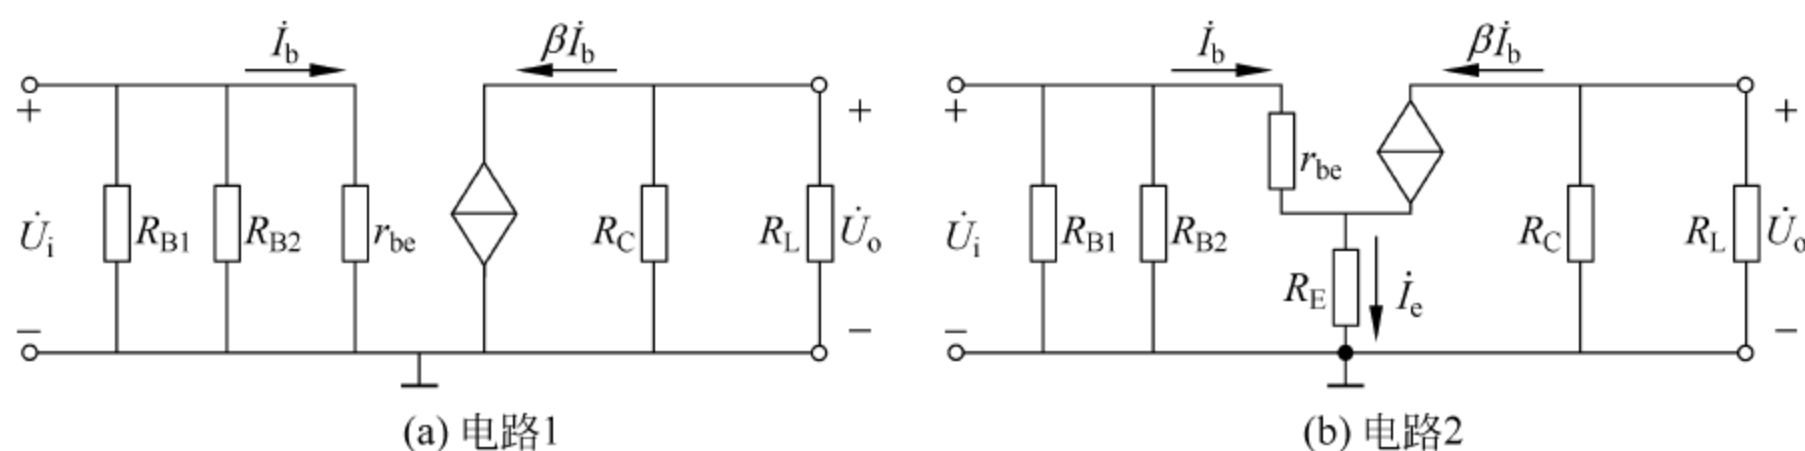 İb βİb İb βİb
+ + + +
rbe
U̇i RB1 RB2 rbe RC RL U̇o U̇i RB1 RB2 RC RL U̇o
RE İe
− − − −
(a) 电路1 (b) 电路2